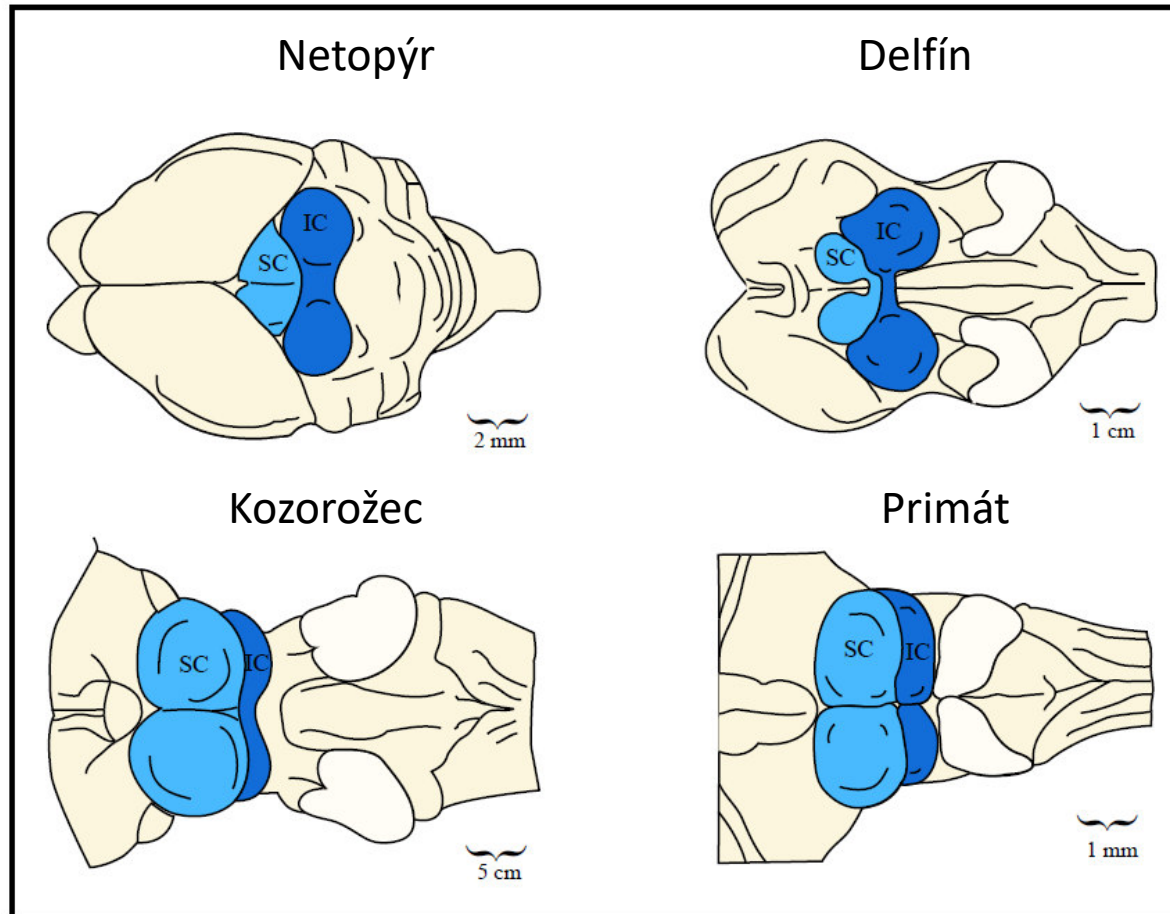 Netopýr
IC
SC
2 mm
Delfín
IC
SC
1 cm
Kozorožec
SC
IC
5 cm
Primát
SC
IC
1 mm